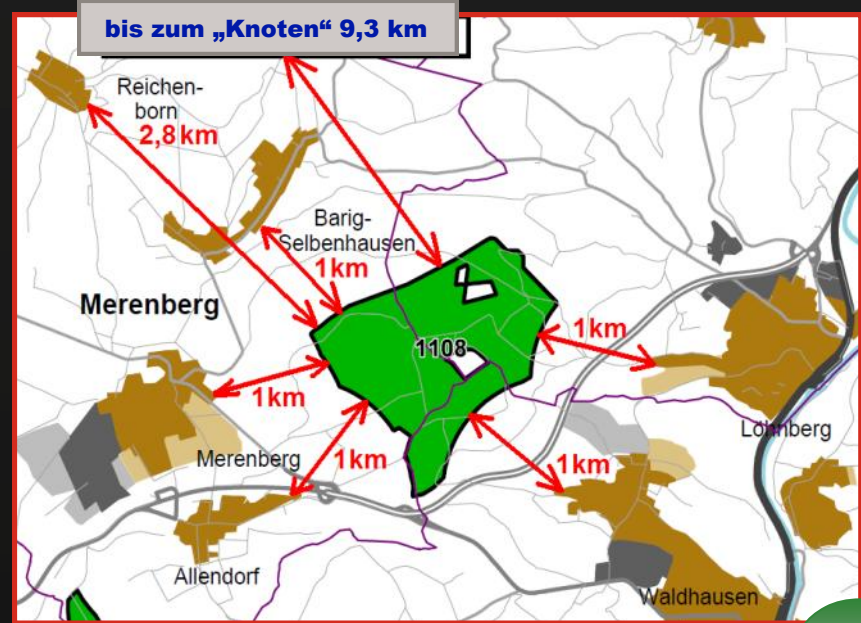 bis zum „Knoten“ 9,3 km
Reichen-
born
2,8 km
Barig-
Selbenhausen
1km
Merenberg
1108
1km
1km
Lohnberg
Merenberg
1km
1km
Allendorf
Waldhausen